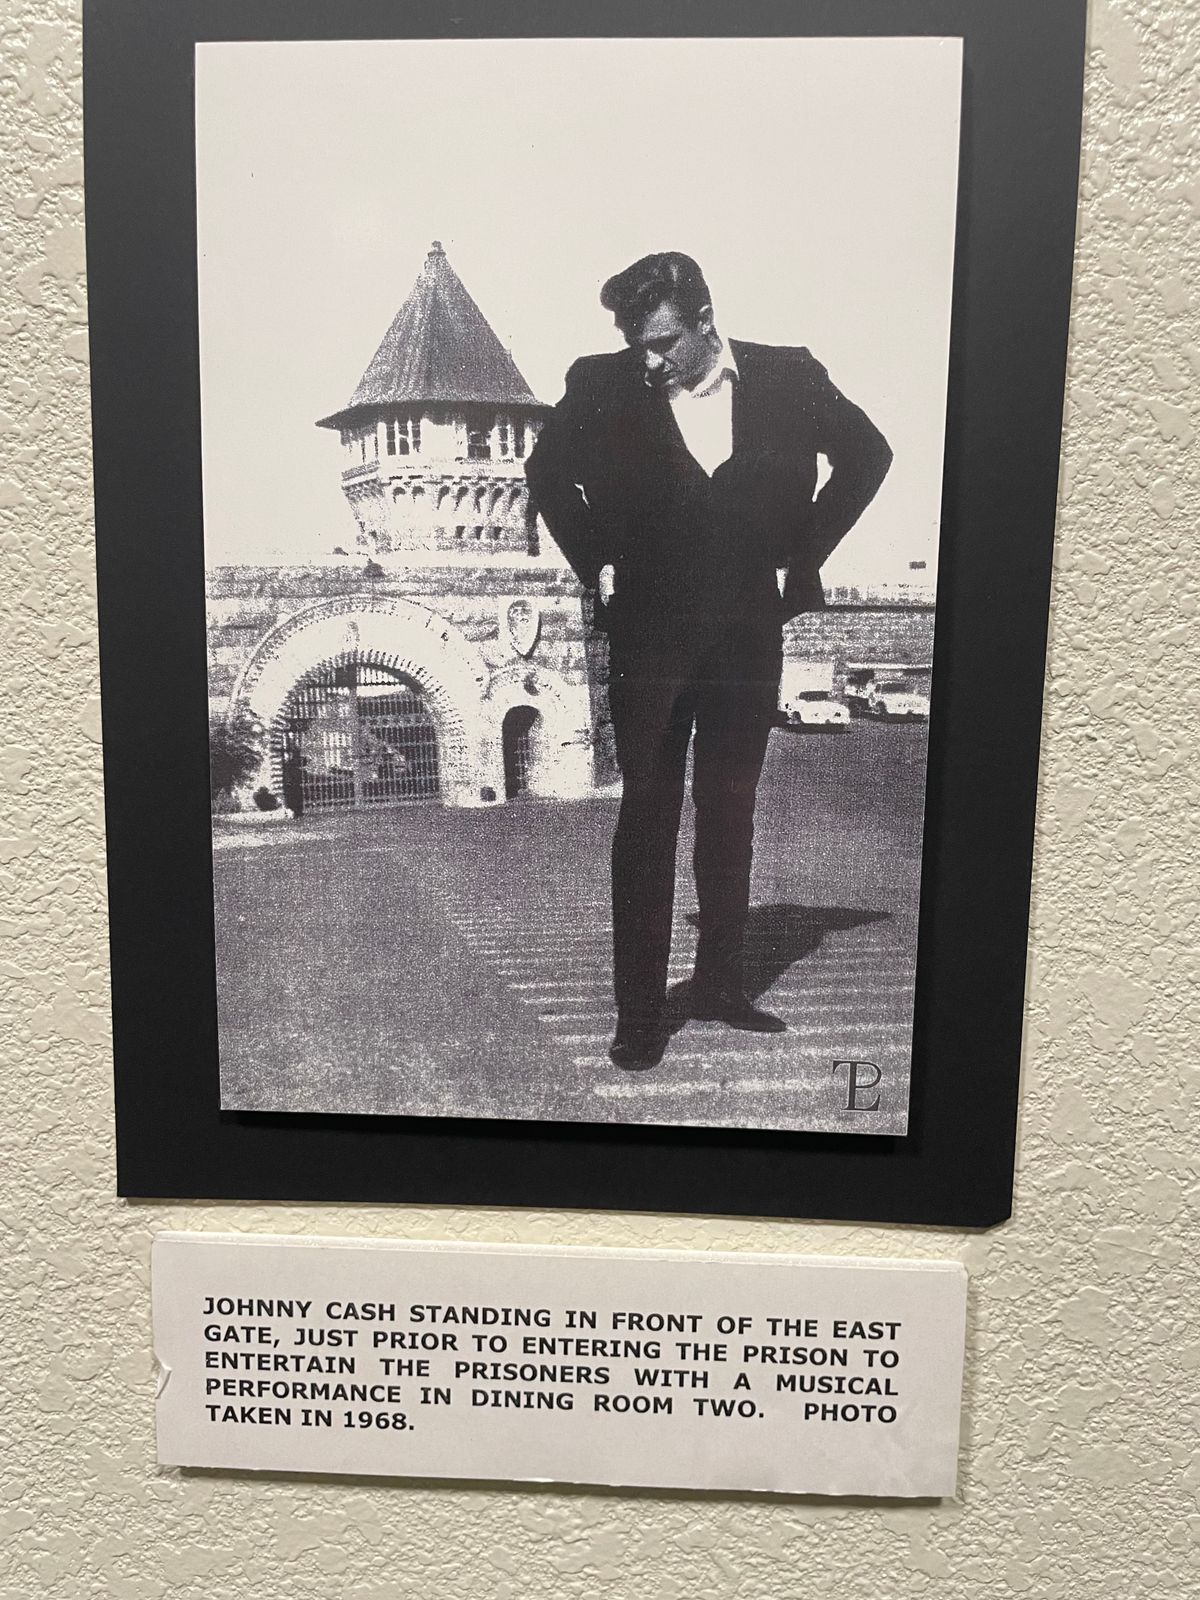 TPL
JOHNNY CASH STANDING IN FRONT OF THE EAST
GATE, JUST PRIOR TO ENTERING THE PRISON TO
ENTERTAIN THE PRISONERS WITH A MUSICAL
PERFORMANCE IN DINING ROOM TWO. PHOTO
TAKEN IN 1968.